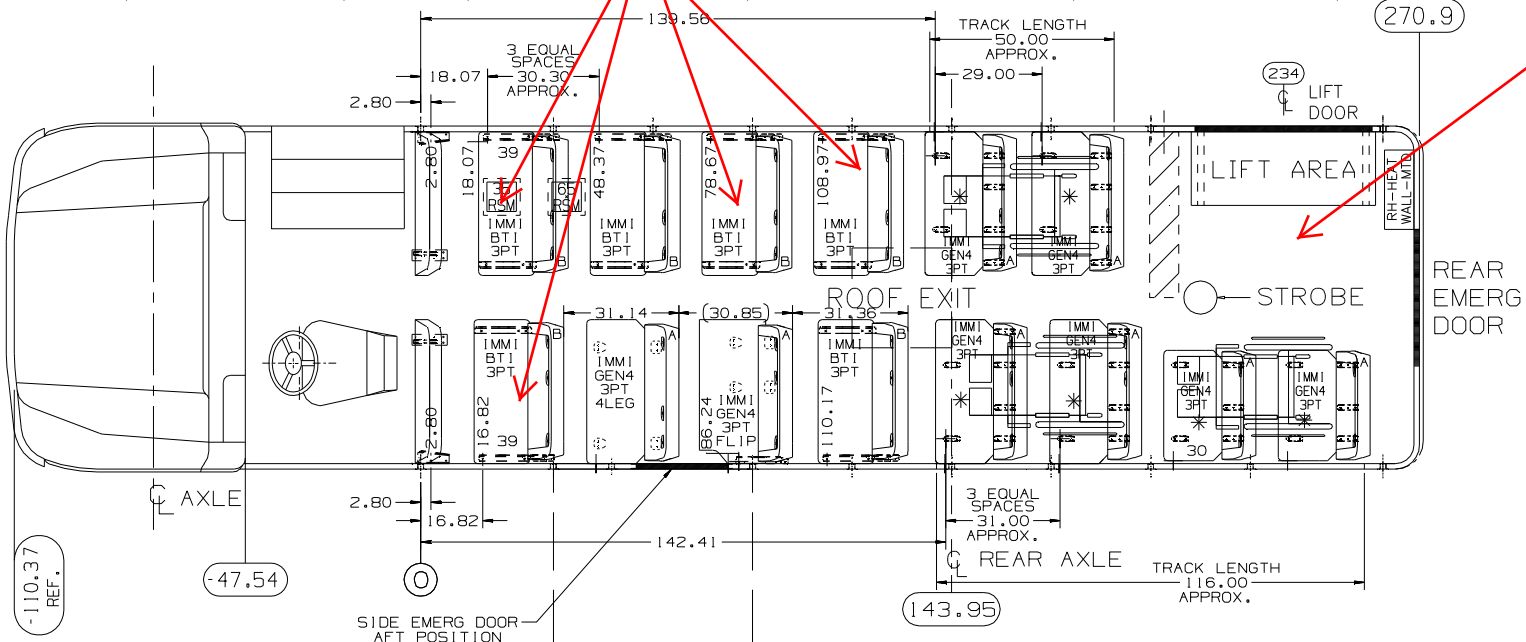 139.56
270.9
TRACK LENGTH
50.00
APPROX.
3 EQUAL
SPACES
30.30
APPROX.
18.07
29.00
2.80
234
C L LIFT
DOOR
LIFT AREA
RH-HEAT
WALL-MTD
2.80
18.07
39
35
RSM
IMMI
BTI
3PT
B
65
RSM
48.37
IMMI
BTI
3PT
B
78.67
IMMI
BTI
3PT
B
108.97
IMMI
BTI
3PT
B
IMMI
GEN4
3PT
A
IMMI
GEN4
3PT
A
REAR
EMERG
DOOR
ROOF EXIT
STROBE
31.14
(30.85)
31.36
2.80
16.82
IMMI
BTI
3PT
39
B
IMMI
GEN4
3PT
4LEG
A
86.24
IMMI
GEN4
3PT
FLIP
A
110.17
IMMI
BTI
3PT
B
IMMI
GEN4
3PT
A
IMMI
GEN4
3PT
A
IMMI
GEN4
3PT
30
A
IMMI
GEN4
3PT
A
C L AXLE
2.80
16.82
3 EQUAL
SPACES
31.00
APPROX.
142.41
C L REAR AXLE
TRACK LENGTH
116.00
APPROX.
-110.37
REF.
-47.54
0
143.95
SIDE EMERG DOOR
AFT POSITION